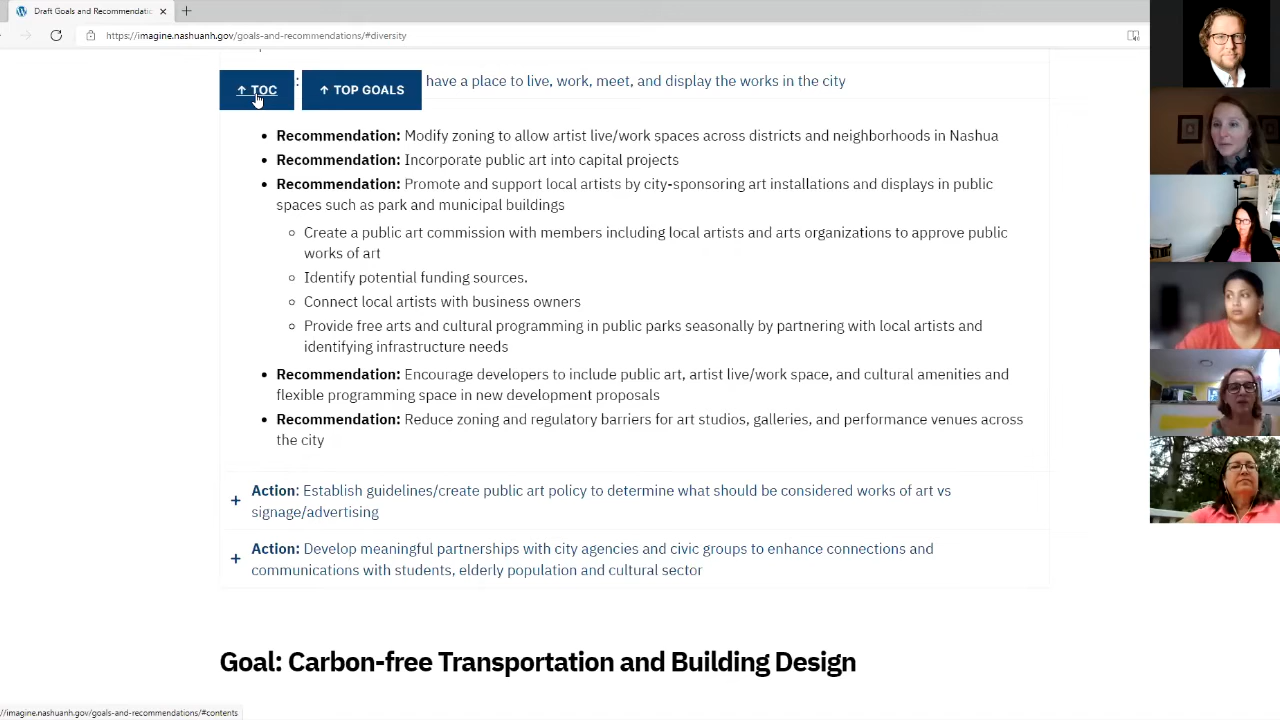 Draft Goals and Recommendatio
https://imagine.nashuanh.gov/goals-and-recommendations/#diversity
↑ TOC : ↑ TOP GOALS have a place to live, work, meet, and display the works in the city
• Recommendation: Modify zoning to allow artist live/work spaces across districts and neighborhoods in Nashua
• Recommendation: Incorporate public art into capital projects
• Recommendation: Promote and support local artists by city-sponsoring art installations and displays in public
spaces such as park and municipal buildings
◦ Create a public art commission with members including local artists and arts organizations to approve public
works of art
◦ Identify potential funding sources.
◦ Connect local artists with business owners
◦ Provide free arts and cultural programming in public parks seasonally by partnering with local artists and
identifying infrastructure needs
• Recommendation: Encourage developers to include public art, artist live/work space, and cultural amenities and
flexible programming space in new development proposals
• Recommendation: Reduce zoning and regulatory barriers for art studios, galleries, and performance venues across
the city
+ Action: Establish guidelines/create public art policy to determine what should be considered works of art vs
signage/advertising
+ Action: Develop meaningful partnerships with city agencies and civic groups to enhance connections and
communications with students, elderly population and cultural sector
Goal: Carbon-free Transportation and Building Design
//imagine.nashuanh.gov/goals-and-recommendations/#contents